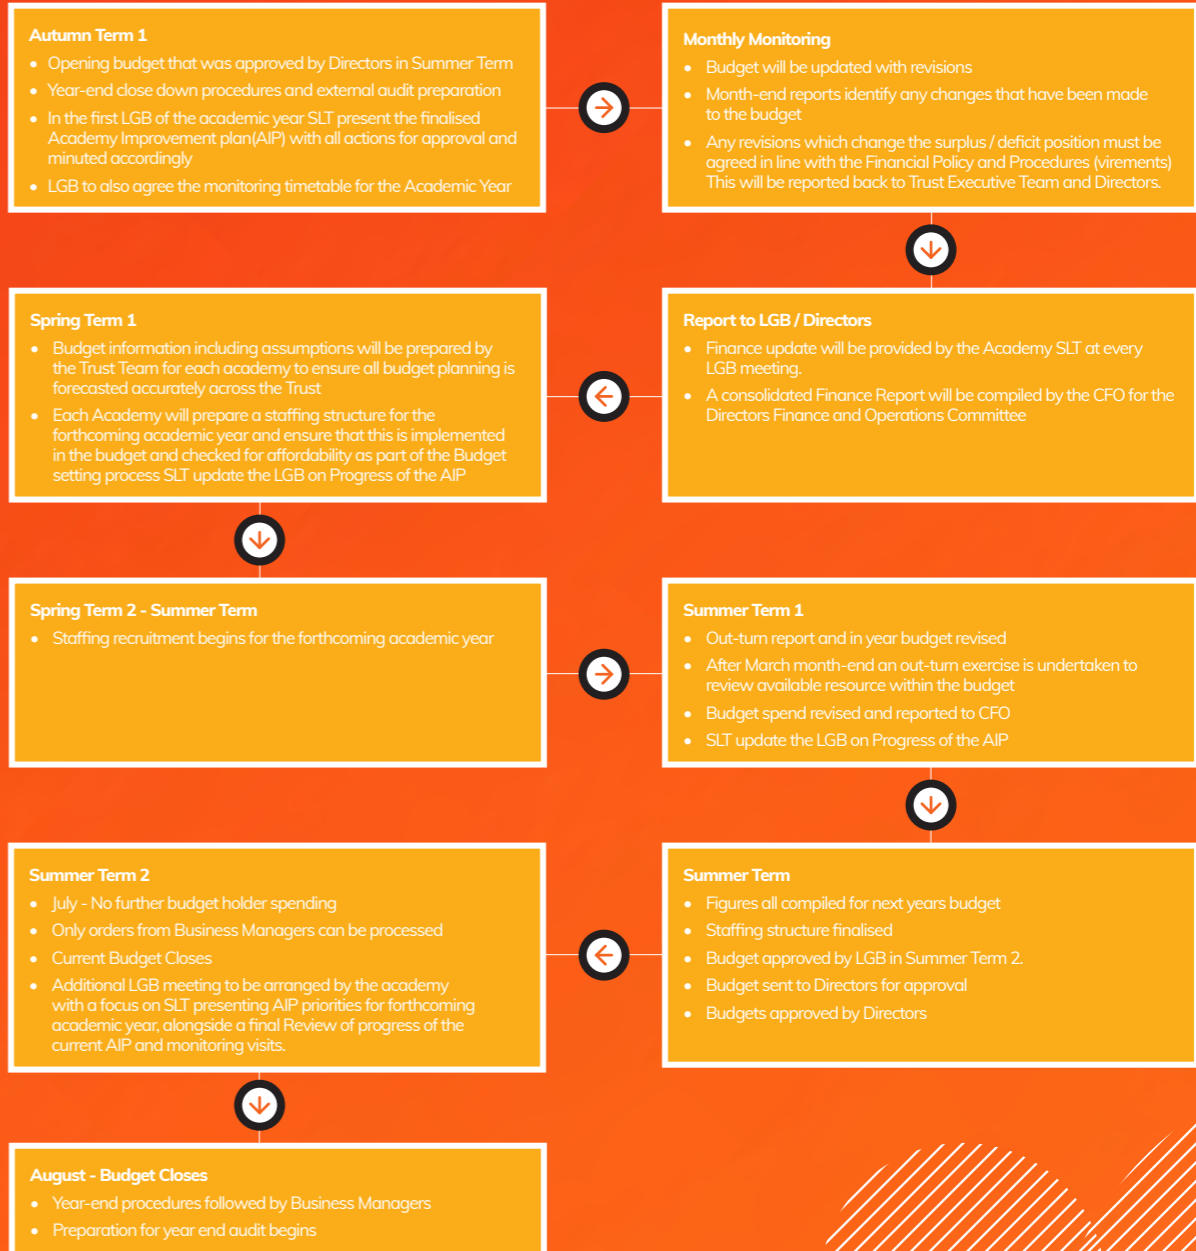 Autumn Term 1
• Opening budget that was approved by Directors in Summer Term
• Year-end close down procedures and external audit preparation
• In the first LGB of the academic year SLT present the finalised
Academy Improvement plan(AIP) with all actions for approval and
minuted accordingly
• LGB to also agree the monitoring timetable for the Academic Year
Monthly Monitoring
• Budget will be updated with revisions
• Month-end reports identify any changes that have been made
to the budget
• Any revisions which change the surplus / deficit position must be
agreed in line with the Financial Policy and Procedures (virements)
This will be reported back to Trust Executive Team and Directors.
Report to LGB / Directors
• Finance update will be provided by the Academy SLT at every
LGB meeting.
• A consolidated Finance Report will be compiled by the CFO for the
Directors Finance and Operations Committee
Spring Term 1
• Budget information including assumptions will be prepared by
the Trust Team for each academy to ensure all budget planning is
forecasted accurately across the Trust
• Each Academy will prepare a staffing structure for the
forthcoming academic year and ensure that this is implemented
in the budget and checked for affordability as part of the Budget
setting process SLT update the LGB on Progress of the AIP
Spring Term 2 - Summer Term
• Staffing recruitment begins for the forthcoming academic year
Summer Term 1
• Out-turn report and in year budget revised
• After March month-end an out-turn exercise is undertaken to
review available resource within the budget
• Budget spend revised and reported to CFO
• SLT update the LGB on Progress of the AIP
Summer Term
• Figures all compiled for next years budget
• Staffing structure finalised
• Budget approved by LGB in Summer Term 2.
• Budget sent to Directors for approval
• Budgets approved by Directors
Summer Term 2
• July - No further budget holder spending
• Only orders from Business Managers can be processed
• Current Budget Closes
• Additional LGB meeting to be arranged by the academy
with a focus on SLT presenting AIP priorities for forthcoming
academic year, alongside a final Review of progress of the
current AIP and monitoring visits.
August - Budget Closes
• Year-end procedures followed by Business Managers
• Preparation for year end audit begins